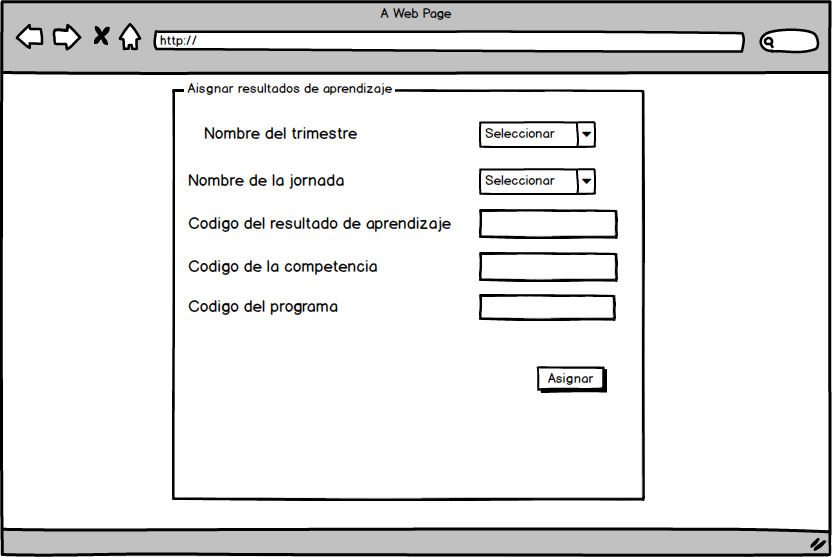 A Web Page
http://
Aisgnar resultados de aprendizaje
Nombre del trimestre Seleccionar
Nombre de la jornada Seleccionar
Codigo del resultado de aprendizaje
Codigo de la competencia
Codigo del programa
Asignar